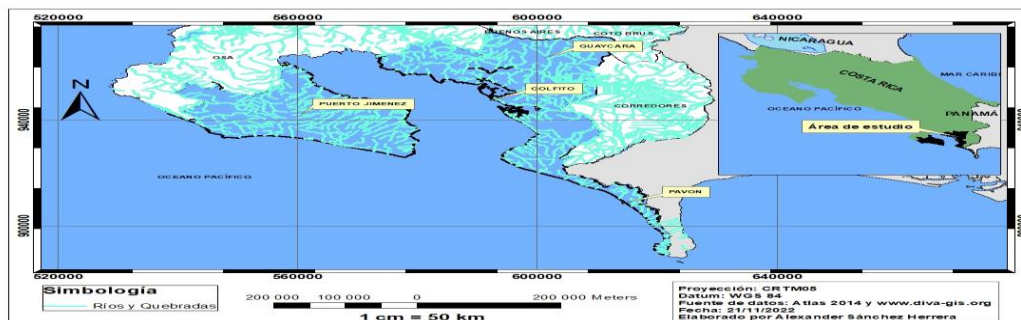 520000 560000 600000 640000
BUENOS AIRES
COTO BRUS
GUAYCARA
OSA
GOLFITO
PUERTO JIMENEZ
CORREDORES
N
940000
OCEANO PACÍFICO
PAVON
900000
NICARAGUA
COSTA RICA
MAR CARIBE
OCEANO PACÍFICO
PANAMÁ
Área de estudio
520000 560000 600000 640000
Simbología
Ríos y Quebradas
200 000 100 000 0 200 000 Meters
1 cm = 50 km
Proyección: CRTM05
Datum: WGS 84
Fuente de datos: Atlas 2014 y www.diva-gis.org
Fecha: 21/11/2022
Elaborado por Alexander Sánchez Herrera